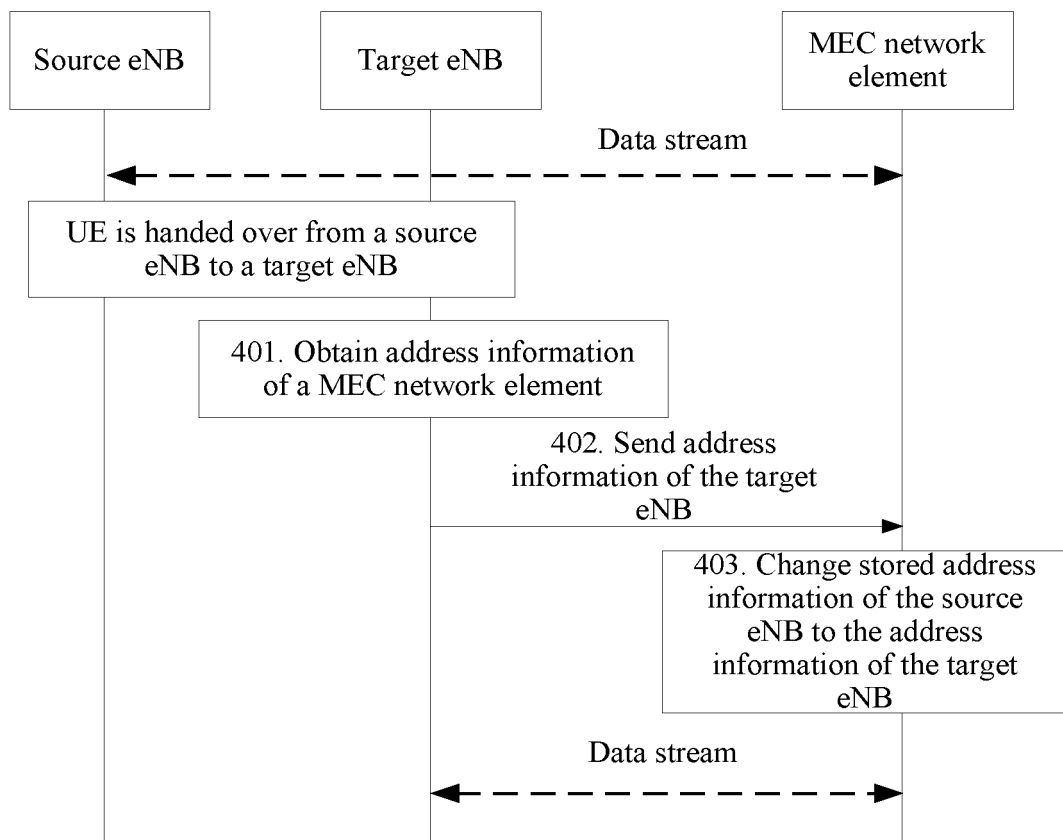 Source eNB
Target eNB
MEC network
element
Data stream
UE is handed over from a source
eNB to a target eNB
401. Obtain address information
of a MEC network element
402. Send address
information of the target
eNB
403. Change stored address
information of the source
eNB to the address
information of the target
eNB
Data stream